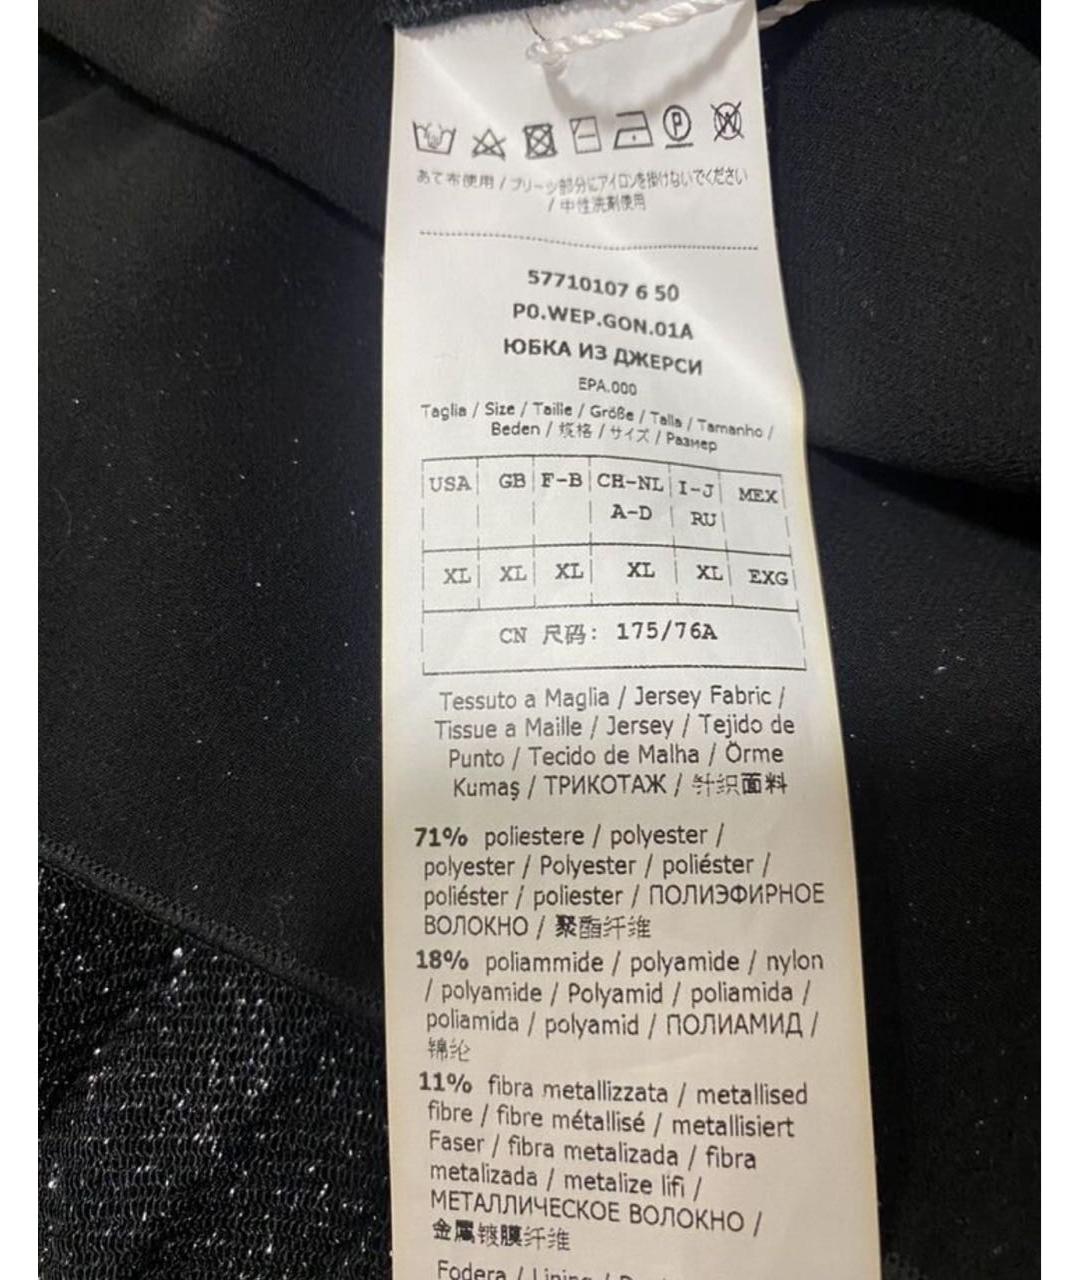 あて布使用 / プリーツ部分にアイロンを掛けないでください
/ 中性洗剤使用
57710107 6 50
P0.WEP.GON.01A
ЮБКА ИЗ ДЖЕРСИ
EPA.000
Taglia / Size / Taille / Größe / Talla / Tamanho /
Beden / 规格 / サイズ / Размер
USA GB F-B CH-NL I-J MEX
A-D RU
XL XL XL XL XL EXG
CN 尺码: 175/76A
Tessuto a Maglia / Jersey Fabric /
Tissue a Maille / Jersey / Tejido de
Punto / Tecido de Malha / Örme
Kumaş / ТРИКОТАЖ / 针织面料
71% poliestere / polyester /
polyester / Polyester / poliéster /
poliéster / poliester / ПОЛИЭФИРНОЕ
ВОЛОКНО / 聚酯纤维
18% poliammide / polyamide / nylon
/ polyamide / Polyamid / poliamida /
poliamida / polyamid / ПОЛИАМИД /
锦纶
11% fibra metallizzata / metallised
fibre / fibre métallisé / metallisiert
Faser / fibra metalizada / fibra
metalizada / metalize lifi /
МЕТАЛЛИЧЕСКОЕ ВОЛОКНО /
金属镀膜纤维
Fodera / Lining /